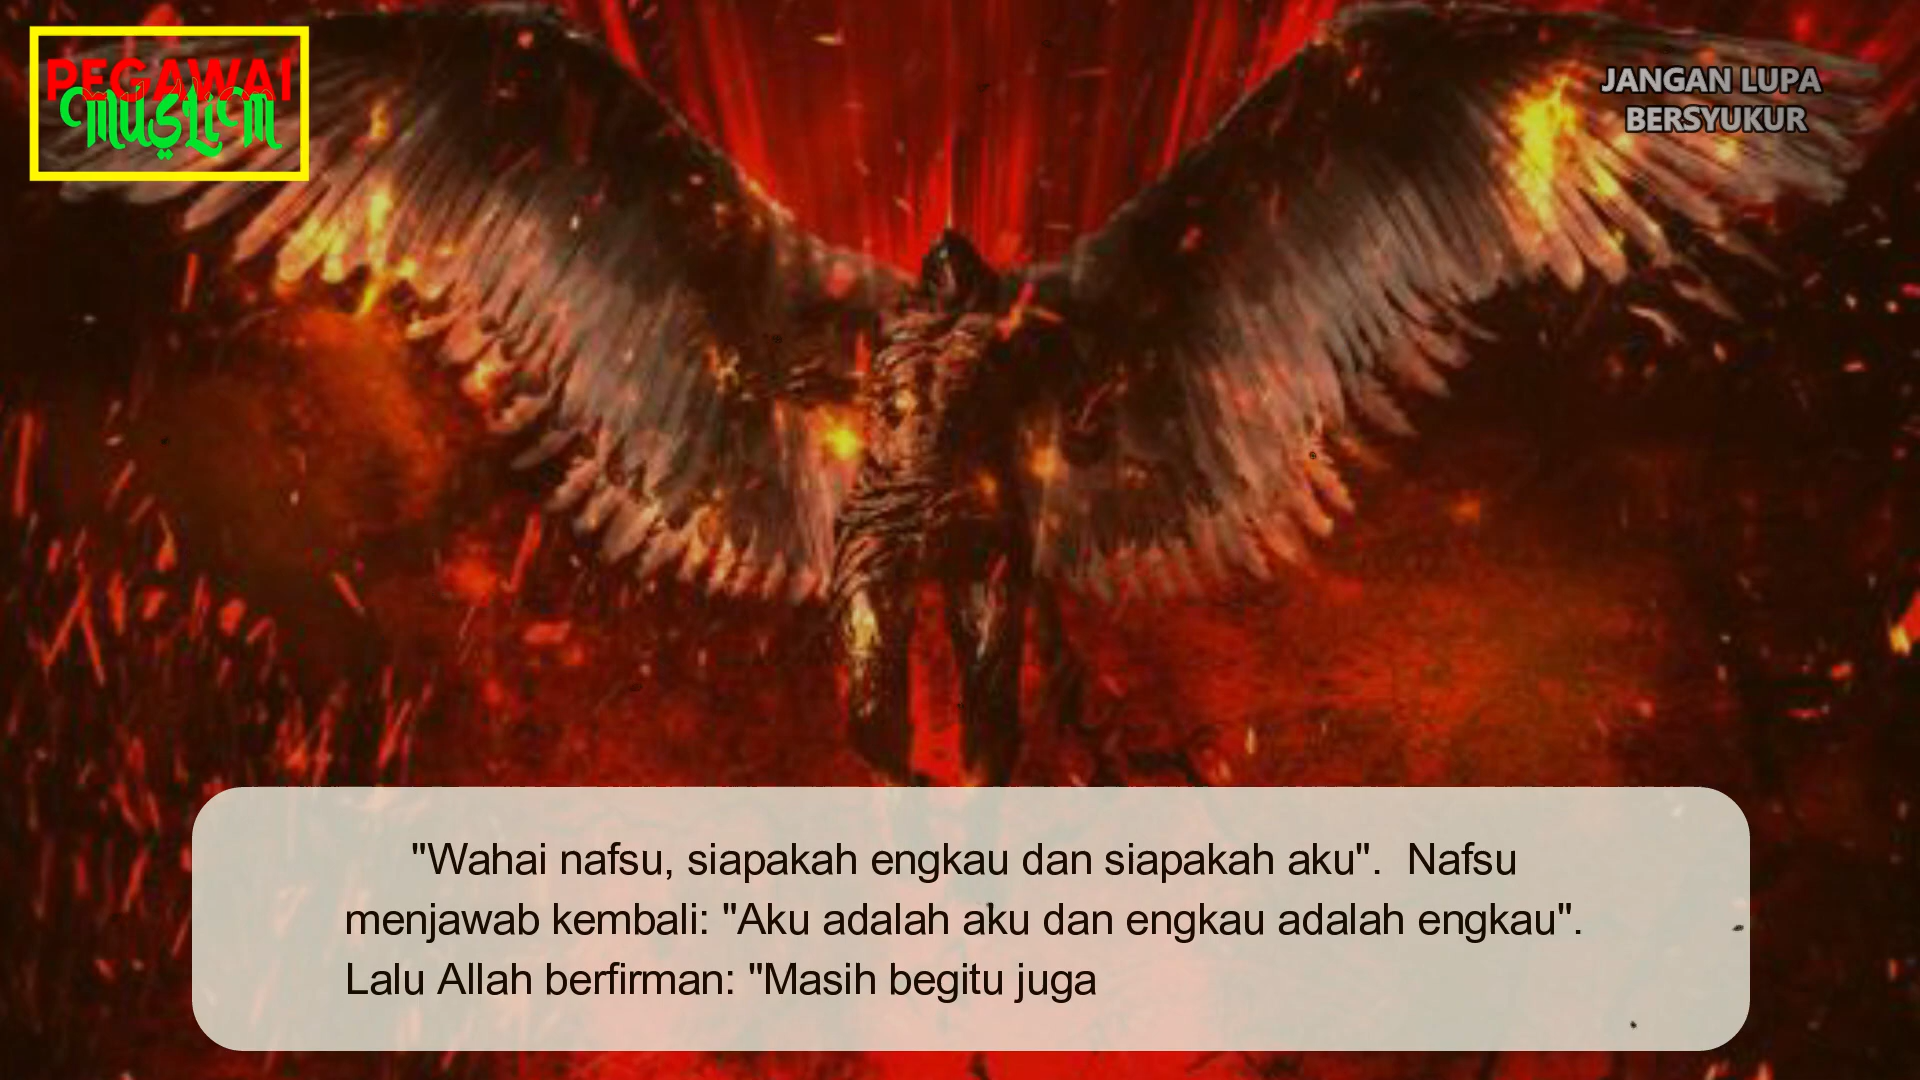 PEGAWAI
MUSLIM
JANGAN LUPA
BERSYUKUR
"Wahai nafsu, siapakah engkau dan siapakah aku".  Nafsu
menjawab kembali: "Aku adalah aku dan engkau adalah engkau".
Lalu Allah berfirman: "Masih begitu juga